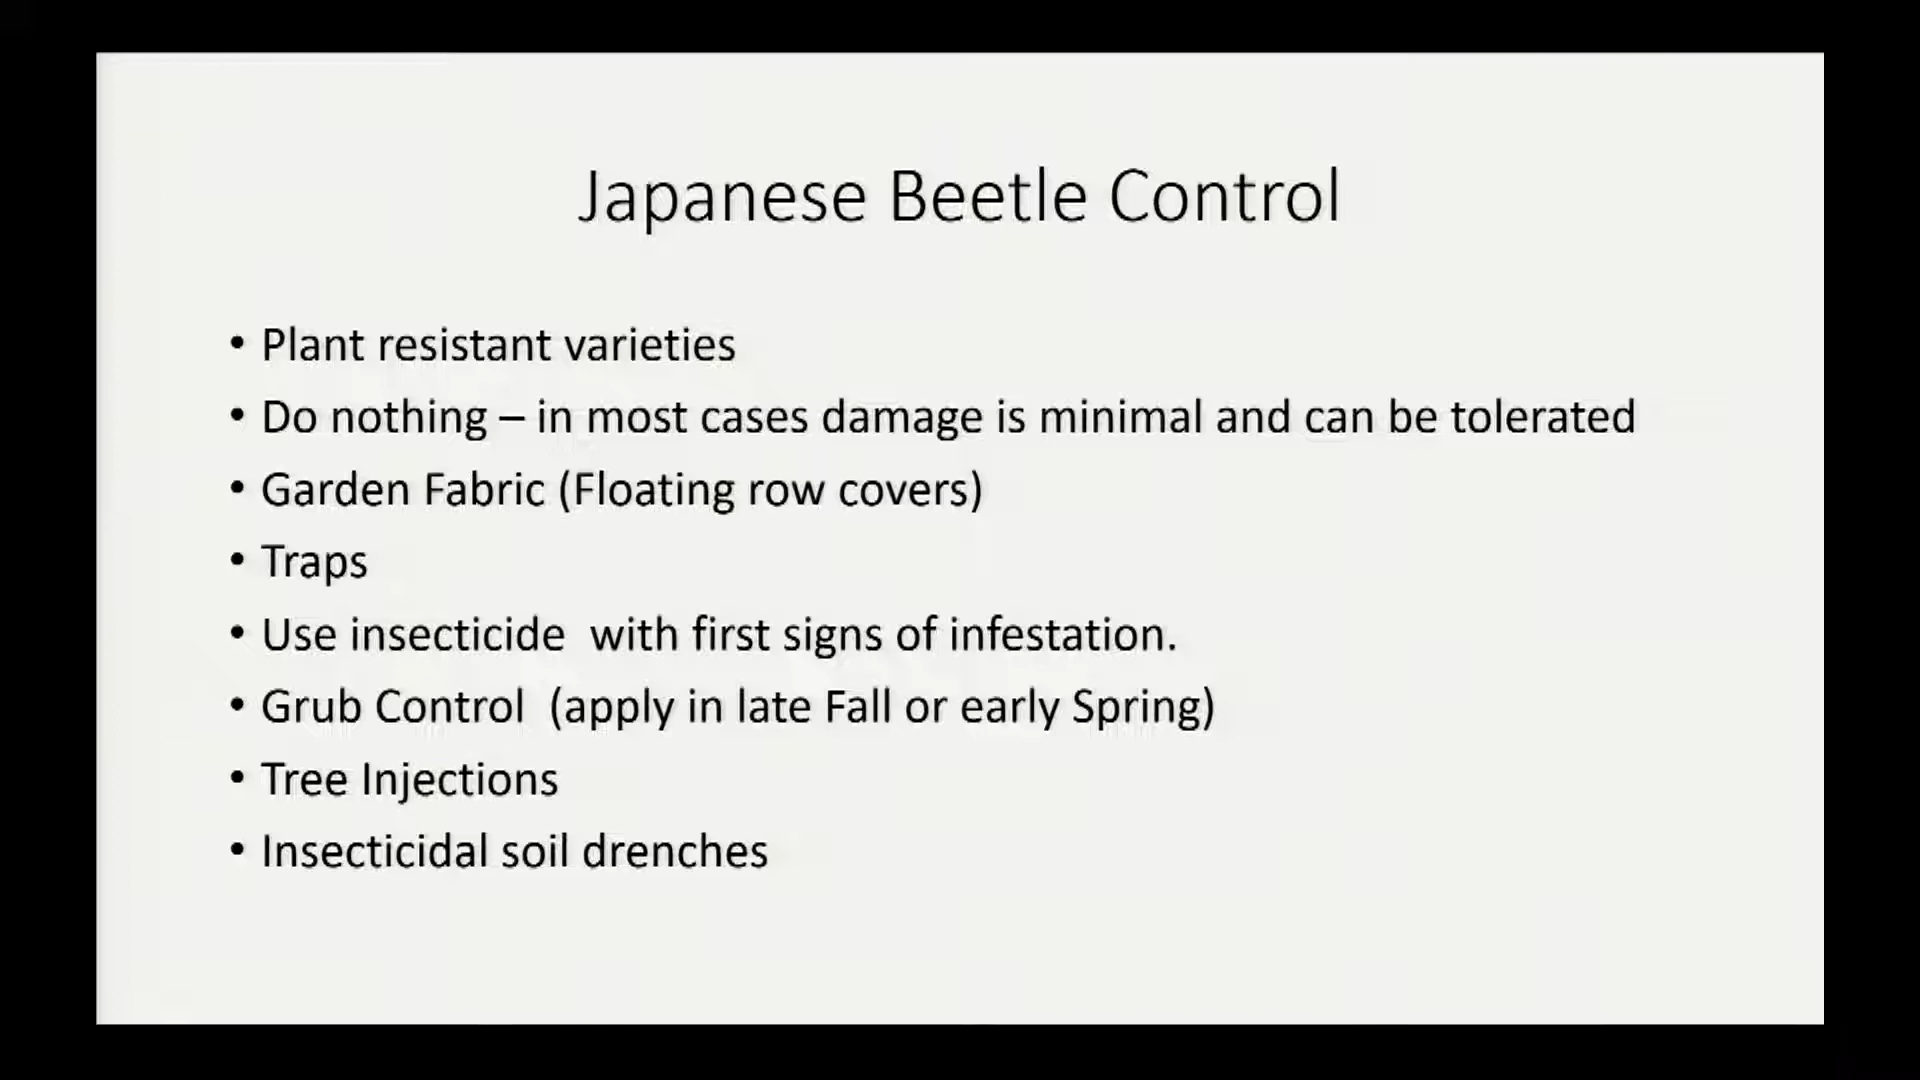 Japanese Beetle Control
• Plant resistant varieties
• Do nothing – in most cases damage is minimal and can be tolerated
• Garden Fabric (Floating row covers)
• Traps
• Use insecticide  with first signs of infestation.
• Grub Control  (apply in late Fall or early Spring)
• Tree Injections
• Insecticidal soil drenches